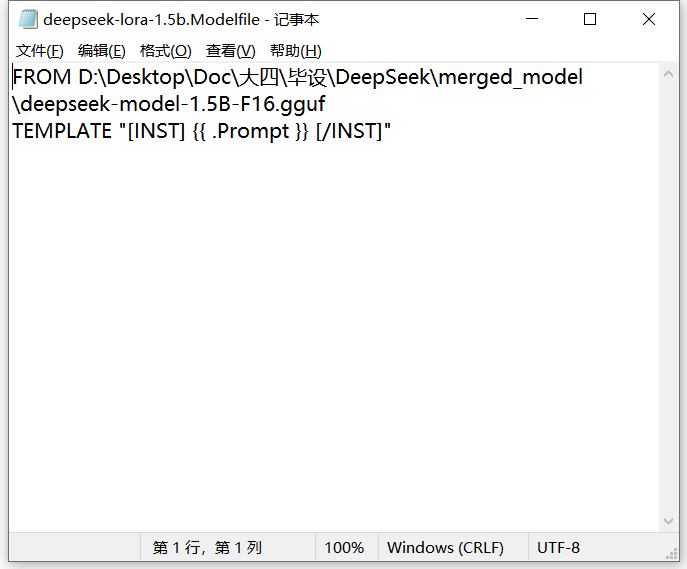 deepseek-lora-1.5b.Modelfile - 记事本
文件(F) 编辑(E) 格式(O) 查看(V) 帮助(H)
FROM D:\Desktop\Doc\大四\毕设\DeepSeek\merged_model
\deepseek-model-1.5B-F16.gguf
TEMPLATE "[INST] {{ .Prompt }} [/INST]"
第 1 行，第 1 列 100% Windows (CRLF) UTF-8